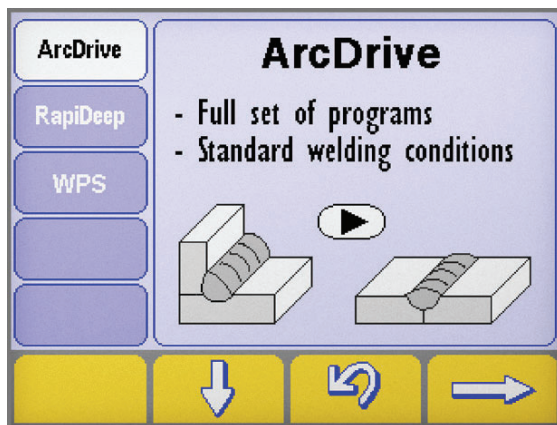 ArcDrive
RapiDeep
WPS
ArcDrive
- Full set of programs
- Standard welding conditions